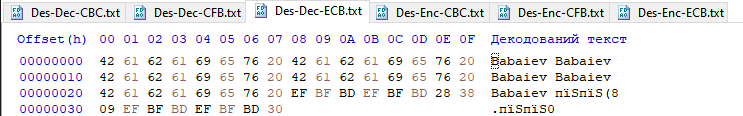 Des-Dec-CBC.txt Des-Dec-CFB.txt Des-Dec-ECB.txt Des-Enc-CBC.txt Des-Enc-CFB.txt Des-Enc-ECB.txt
Offset(h) 00 01 02 03 04 05 06 07 08 09 0A 0B 0C 0D 0E 0F Декодований текст
00000000 42 61 62 61 69 65 76 20 42 61 62 61 69 65 76 20 Babaiev Babaiev
00000010 42 61 62 61 69 65 76 20 42 61 62 61 69 65 76 20 Babaiev Babaiev
00000020 42 61 62 61 69 65 76 20 EF BF BD EF BF BD 28 38 Babaiev пїЅпїЅ(8
00000030 09 EF BF BD EF BF BD 30 .пїЅпїЅ0